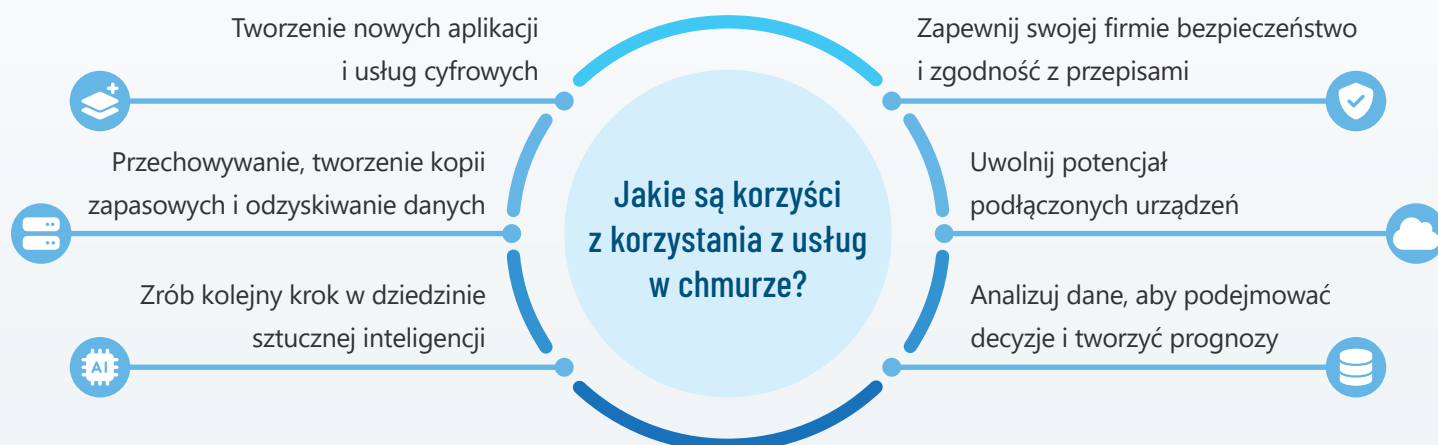 Tworzenie nowych aplikacji
i usług cyfrowych
Przechowywanie, tworzenie kopii
zapasowych i odzyskiwanie danych
Zrób kolejny krok w dziedzinie
sztucznej inteligencji
AI
Jakie są korzyści
z korzystania z usług
w chmurze?
Zapewnij swojej firmie bezpieczeństwo
i zgodność z przepisami
Uwolnij potencjał
podłączonych urządzeń
Analizuj dane, aby podejmować
decyzje i tworzyć prognozy